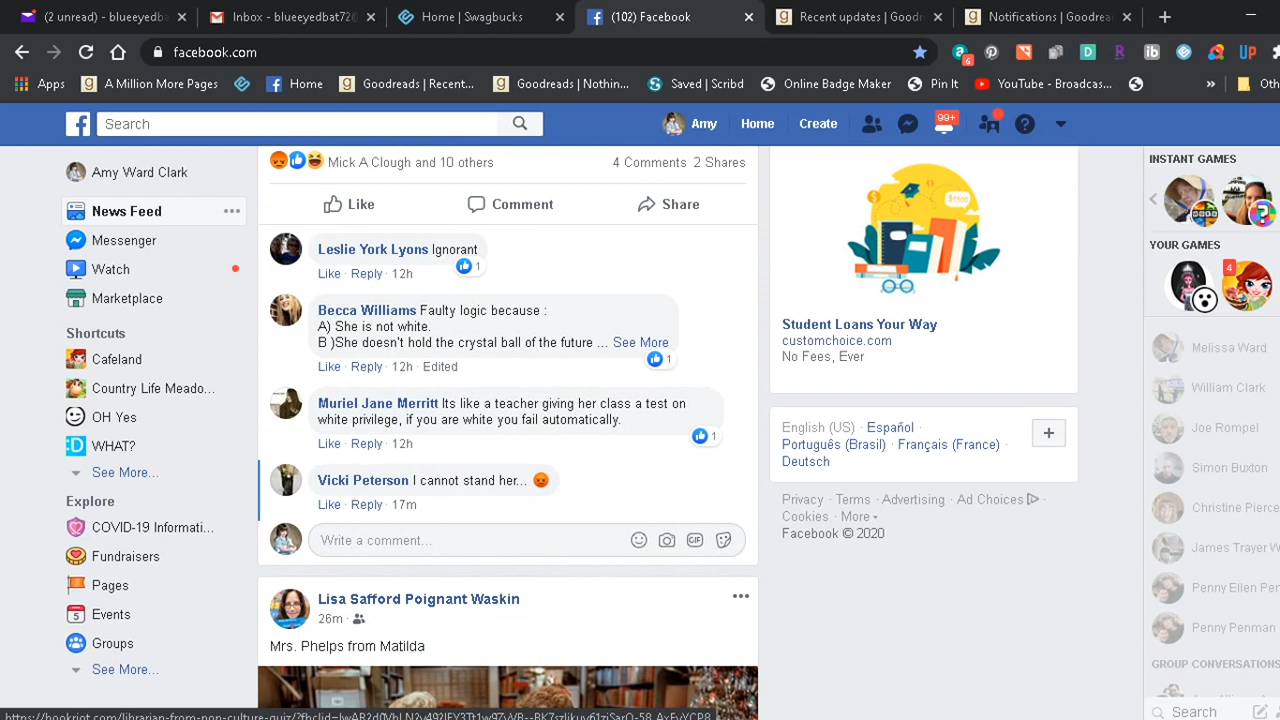 (2 unread) - blueeyedba
Inbox - blueeyedbat72@
Home | Swagbucks
(102) Facebook
Recent updates | Goodr
Notifications | Goodrea
facebook.com
Apps
A Million More Pages
Home
Goodreads | Recent...
Goodreads | Nothin...
Saved | Scribd
Online Badge Maker
Pin It
YouTube - Broadcas...
Oth
Search
Amy
Home
Create
99+
Amy Ward Clark
News Feed
Messenger
Watch
Marketplace
Shortcuts
Cafeland
Country Life Meado...
OH Yes
WHAT?
See More...
Explore
COVID-19 Informati...
Fundraisers
Pages
Events
Groups
See More...
Mick A Clough and 10 others
4 Comments 2 Shares
Like
Comment
Share
Leslie York Lyons Ignorant
1
Like · Reply · 12h
Becca Williams Faulty logic because :
A) She is not white.
B )She doesn't hold the crystal ball of the future ... See More
1
Like · Reply · 12h · Edited
Muriel Jane Merritt Its like a teacher giving her class a test on
white privilege, if you are white you fail automatically.
1
Like · Reply · 12h
Vicki Peterson I cannot stand her...
Like · Reply · 17m
Write a comment...
GIF
Lisa Safford Poignant Waskin
26m ·
Mrs. Phelps from Matilda
Student Loans Your Way
customchoice.com
No Fees, Ever
English (US) · Español ·
Português (Brasil) · Français (France) ·
Deutsch
Privacy · Terms · Advertising · Ad Choices ·
Cookies · More
Facebook © 2020
INSTANT GAMES
YOUR GAMES
4
Melissa Ward
William Clark
Joe Rompel
Simon Buxton
Christine Pierce
James Trayer W
Penny Ellen Per
Penny Penman
GROUP CONVERSATIONS
Search